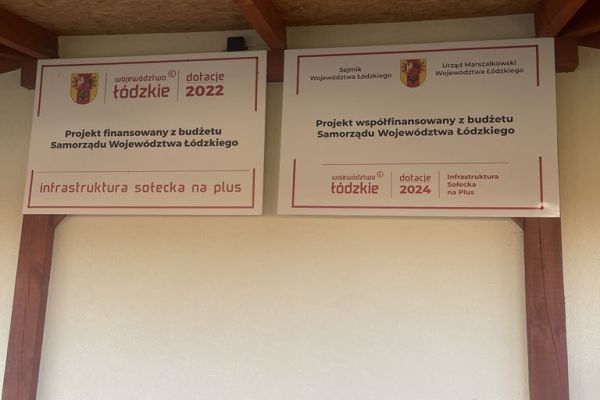 województwo
łódzkie
dotacje
2022
Projekt finansowany z budżetu
Samorządu Województwa Łódzkiego
infrastruktura sołecka na plus
Sejmik
Województwa Łódzkiego
Urząd Marszałkowski
Województwa Łódzkiego
Projekt współfinansowany z budżetu
Samorządu Województwa Łódzkiego
województwo
łódzkie
dotacje
2024
Infrastruktura
Sołecka
na Plus